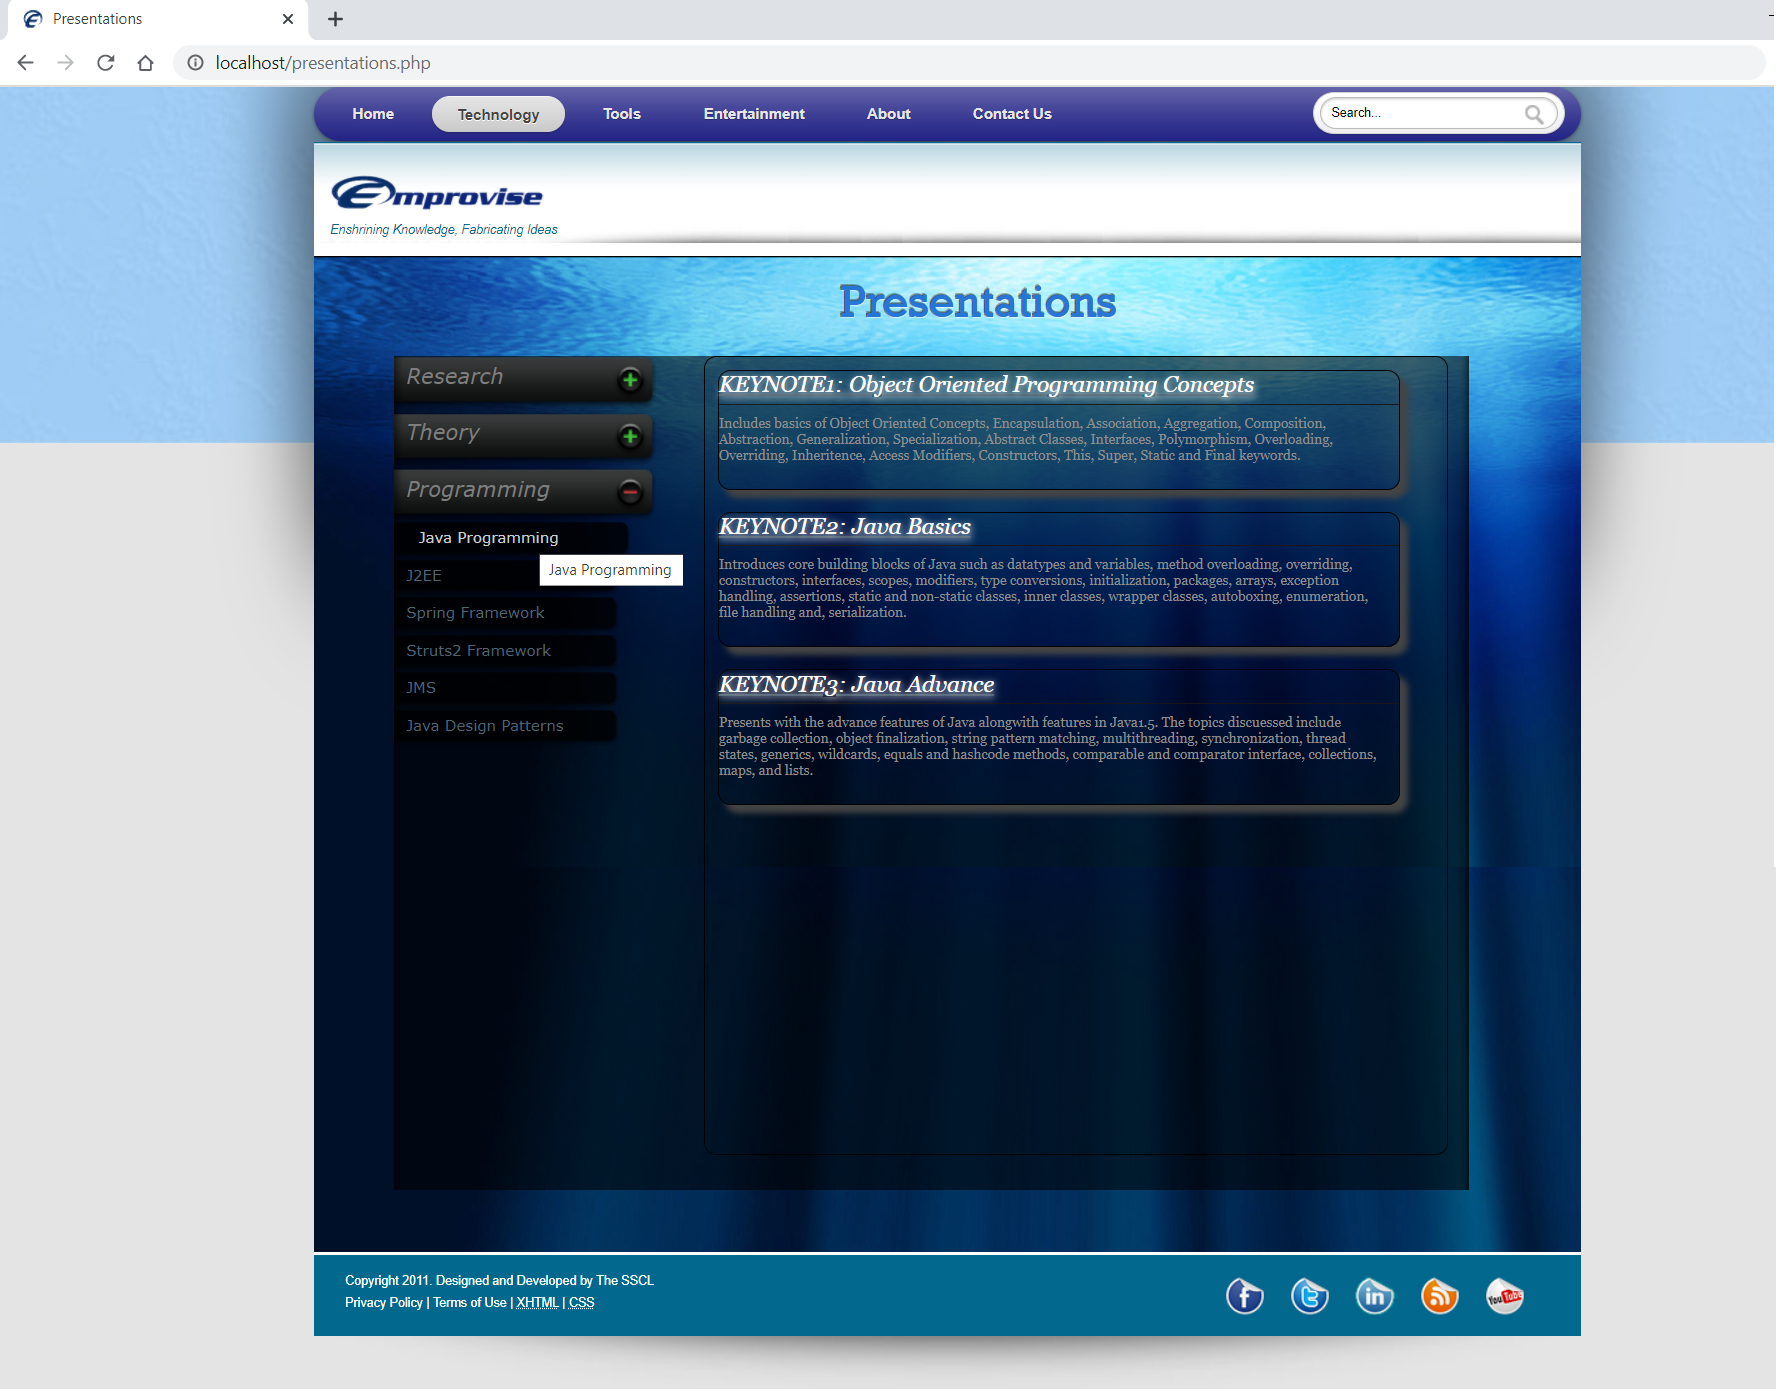 Presentations
localhost/presentations.php
Home Technology Tools Entertainment About Contact Us Search...
Emprovise
Enshrining Knowledge, Fabricating Ideas
Presentations
Research
Theory
Programming
Java Programming
Java Programming
J2EE
Spring Framework
Struts2 Framework
JMS
Java Design Patterns
KEYNOTE1: Object Oriented Programming Concepts
Includes basics of Object Oriented Concepts, Encapsulation, Association, Aggregation, Composition,
Abstraction, Generalization, Specialization, Abstract Classes, Interfaces, Polymorphism, Overloading,
Overriding, Inheritence, Access Modifiers, Constructors, This, Super, Static and Final keywords.
KEYNOTE2: Java Basics
Introduces core building blocks of Java such as datatypes and variables, method overloading, overriding,
constructors, interfaces, scopes, modifiers, type conversions, initialization, packages, arrays, exception
handling, assertions, static and non-static classes, inner classes, wrapper classes, autoboxing, enumeration,
file handling and, serialization.
KEYNOTE3: Java Advance
Presents with the advance features of Java alongwith features in Java1.5. The topics discuessed include
garbage collection, object finalization, string pattern matching, multithreading, synchronization, thread
states, generics, wildcards, equals and hashcode methods, comparable and comparator interface, collections,
maps, and lists.
Copyright 2011. Designed and Developed by The SSCL
Privacy Policy | Terms of Use | XHTML | CSS
f t in You Tube